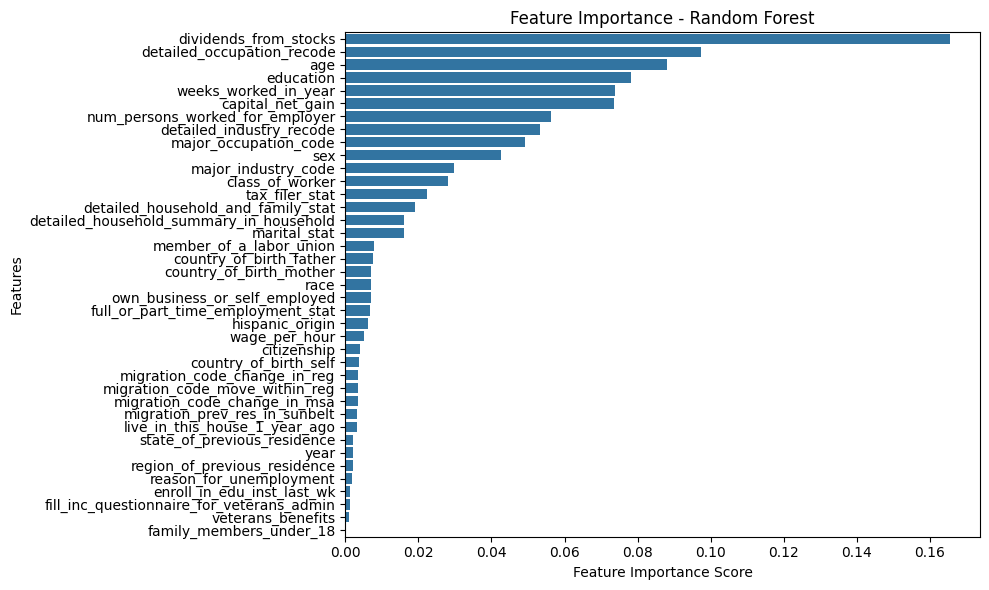 Feature Importance - Random Forest
dividends_from_stocks
detailed_occupation_recode
age
education
weeks_worked_in_year
capital_net_gain
num_persons_worked_for_employer
detailed_industry_recode
major_occupation_code
sex
major_industry_code
class_of_worker
tax_filer_stat
detailed_household_and_family_stat
detailed_household_summary_in_household
marital_stat
member_of_a_labor_union
country_of_birth_father
country_of_birth_mother
race
own_business_or_self_employed
full_or_part_time_employment_stat
hispanic_origin
wage_per_hour
citizenship
country_of_birth_self
migration_code_change_in_reg
migration_code_move_within_reg
migration_code_change_in_msa
migration_prev_res_in_sunbelt
live_in_this_house_1_year_ago
state_of_previous_residence
year
region_of_previous_residence
reason_for_unemployment
enroll_in_edu_inst_last_wk
fill_inc_questionnaire_for_veterans_admin
veterans_benefits
family_members_under_18
Features
0.00 0.02 0.04 0.06 0.08 0.10 0.12 0.14 0.16
Feature Importance Score